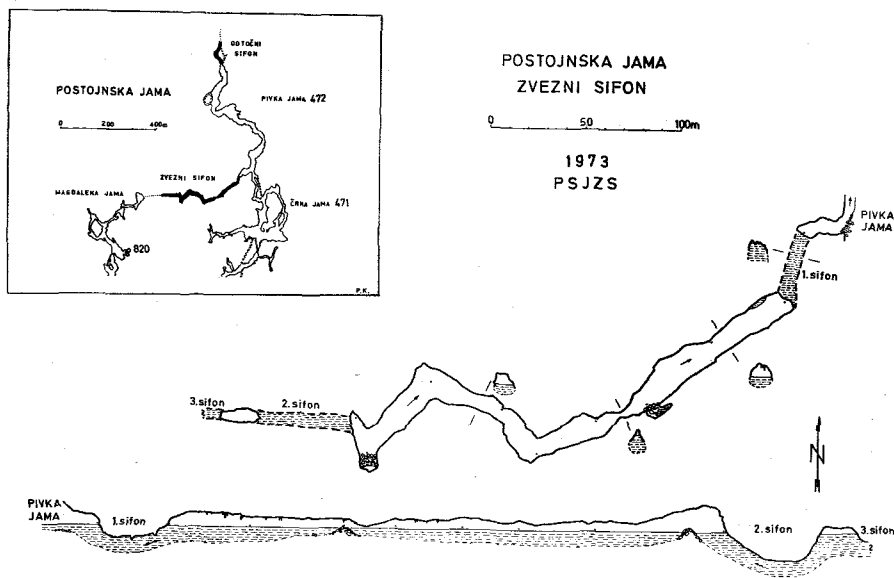 ODTOČNI
SIFON
POSTOJNSKA JAMA
0 200 400m
PIVKA JAMA 472
ZVEZNI SIFON
MAGDALENA JAMA
ČRNA JAMA 471
820
P.K.
POSTOJNSKA JAMA
ZVEZNI SIFON
0 50 100m
1973
PSJZS
PIVKA
JAMA
1.sifon
3.sifon 2.sifon
N
PIVKA
JAMA
1.sifon
2.sifon 3.sifon
?